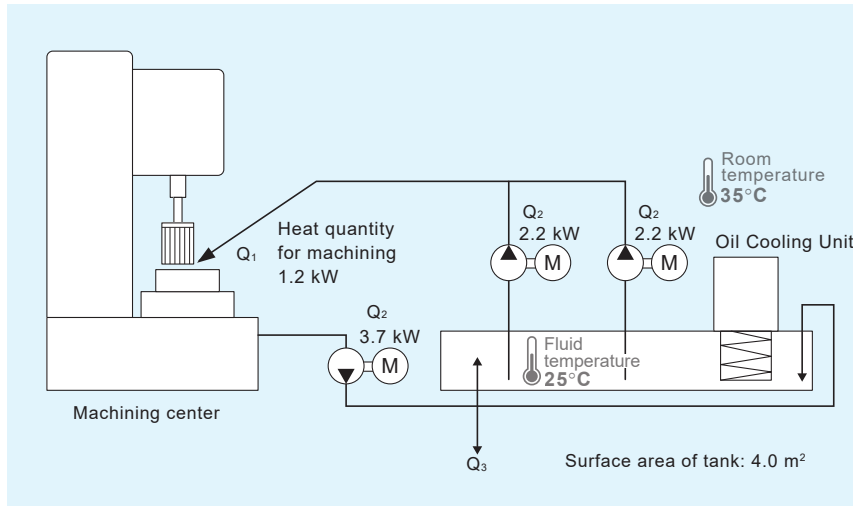 Room
temperature
35°C
Q₂
2.2 kW
Q₂
2.2 kW
Oil Cooling Unit
Heat quantity
for machining
1.2 kW
Q₁
M
M
Q₂
3.7 kW
M
Fluid
temperature
25°C
Machining center
Q₃
Surface area of tank: 4.0 m²